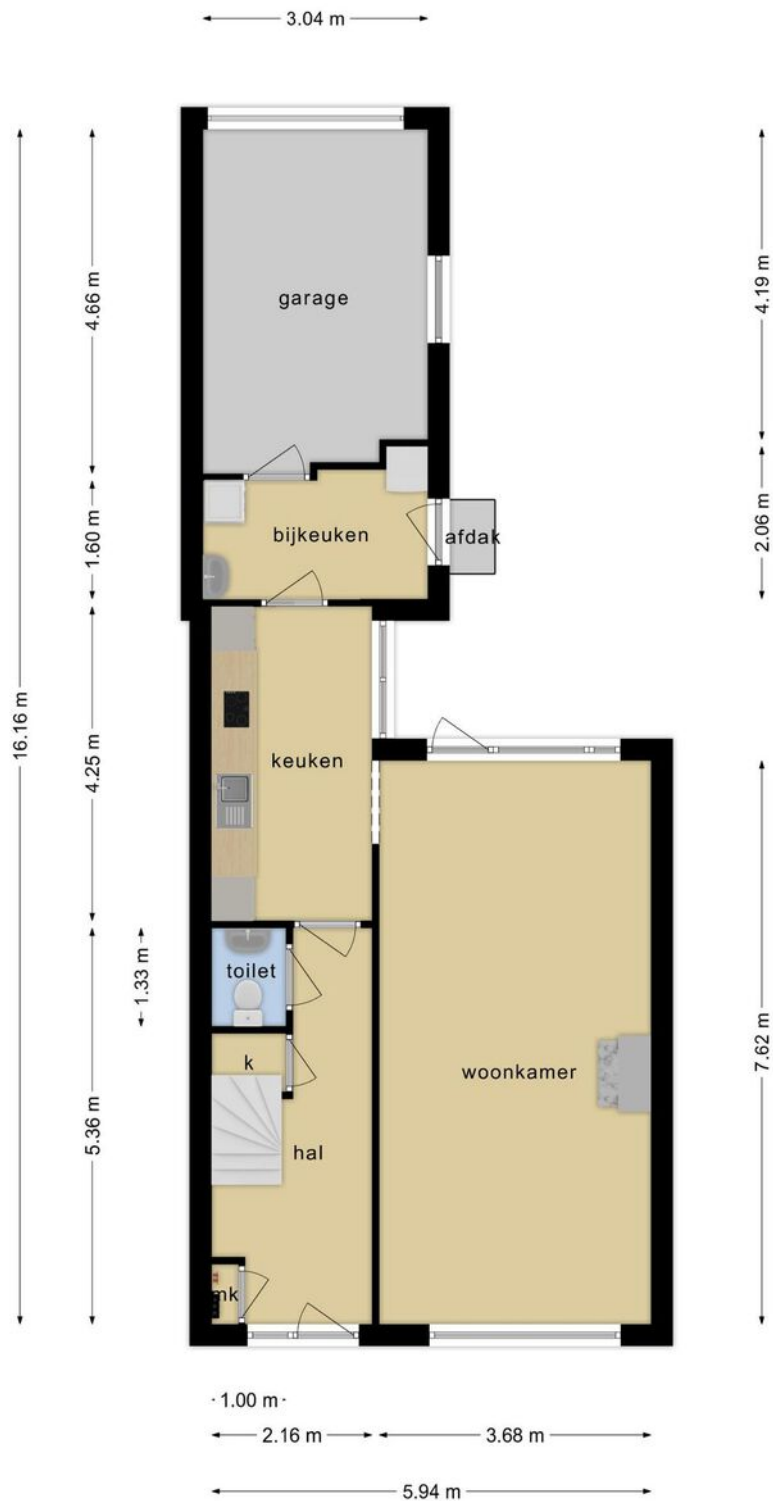 3.04 m
garage
4.66 m
4.19 m
bijkeuken
afdak
1.60 m
2.06 m
16.16 m
keuken
4.25 m
toilet
1.33 m
k
woonkamer
7.62 m
5.36 m
hal
mk
1.00 m
2.16 m
3.68 m
5.94 m